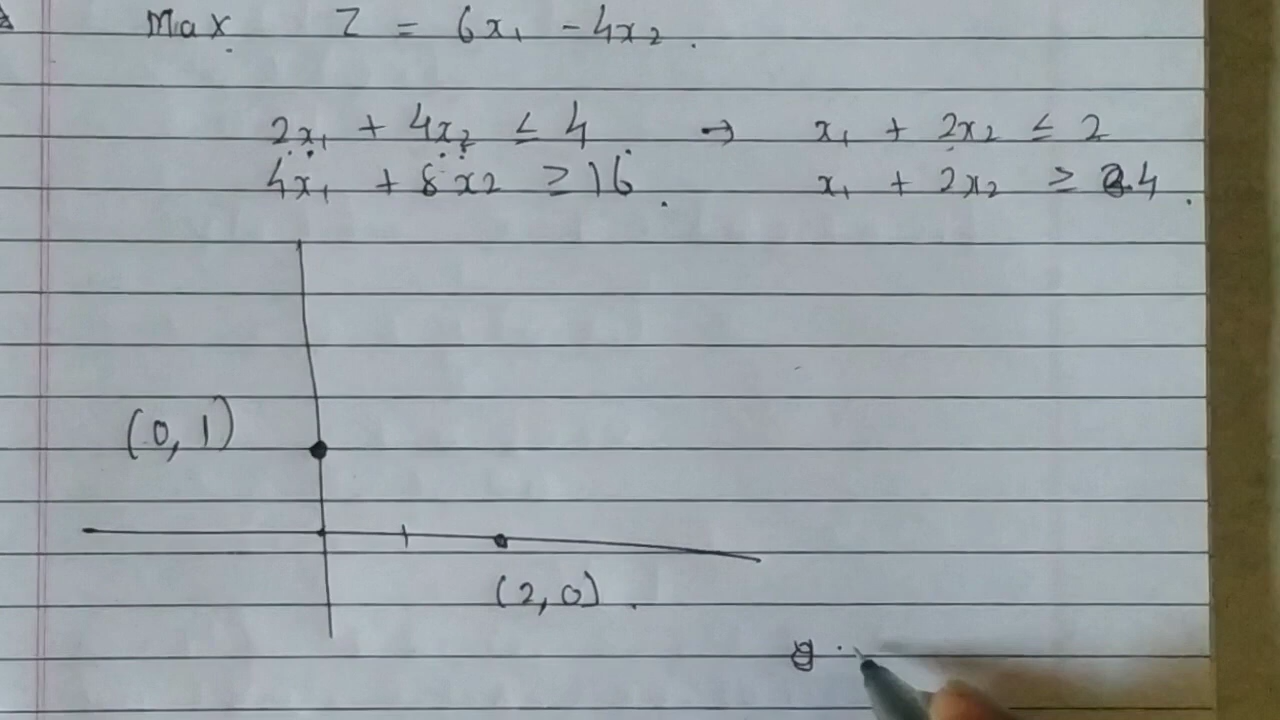 Max Z = 6x₁ - 4x₂.
2x₁ + 4x₂ ≤ 4 → x₁ + 2x₂ ≤ 2
4x₁ + 8x₂ ≥ 16. x₁ + 2x₂ ≥ 4.
(0, 1)
(2, 0).